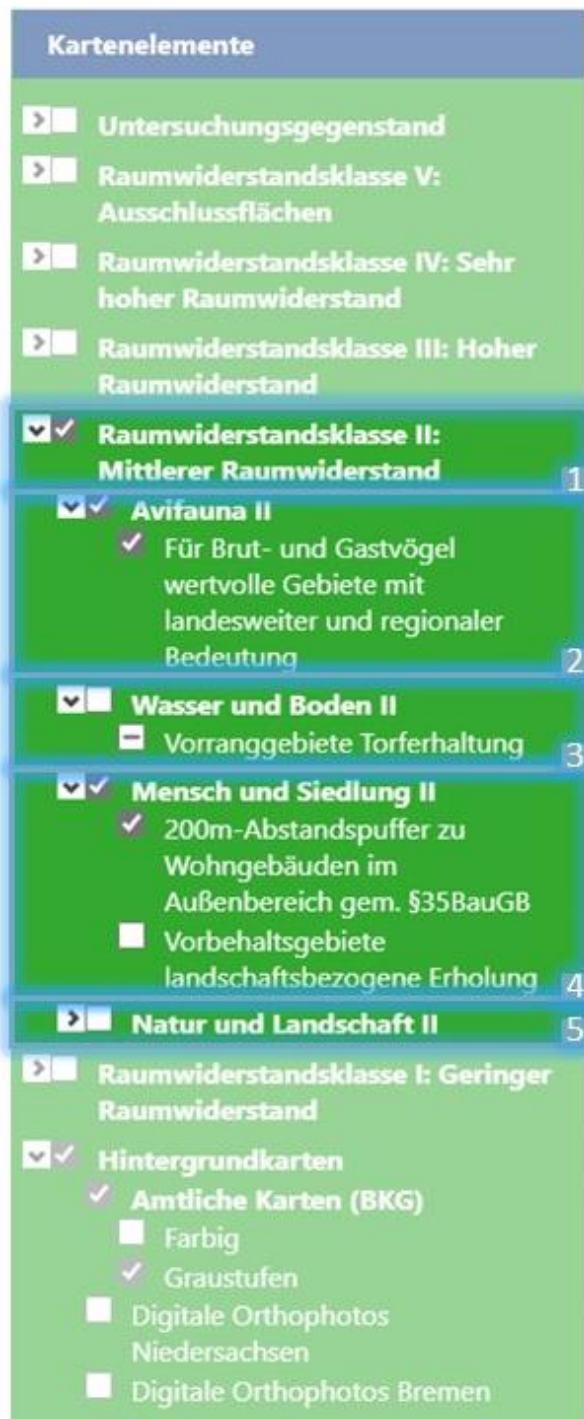 Kartenelemente
Untersuchungsgegenstand
Raumwiderstandsklasse V:
Ausschlussflächen
Raumwiderstandsklasse IV: Sehr
hoher Raumwiderstand
Raumwiderstandsklasse III: Hoher
Raumwiderstand
Raumwiderstandsklasse II:
Mittlerer Raumwiderstand
1
Avifauna II
Für Brut- und Gastvögel
wertvolle Gebiete mit
landesweiter und regionaler
Bedeutung
2
Wasser und Boden II
Vorranggebiete Torferhaltung
3
Mensch und Siedlung II
200m-Abstandspuffer zu
Wohngebäuden im
Außenbereich gem. §35BauGB
Vorbehaltsgebiete
landschaftsbezogene Erholung
4
Natur und Landschaft II
5
Raumwiderstandsklasse I: Geringer
Raumwiderstand
Hintergrundkarten
Amtliche Karten (BKG)
Farbig
Graustufen
Digitale Orthophotos
Niedersachsen
Digitale Orthophotos Bremen